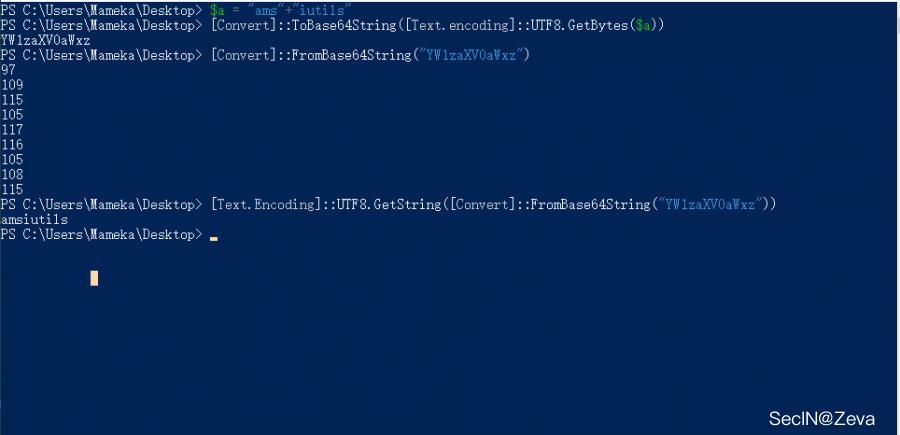 PS C:\Users\Mameka\Desktop> $a = "ams"+"iutils"
PS C:\Users\Mameka\Desktop> [Convert]::ToBase64String([Text.encoding]::UTF8.GetBytes($a))
YW1zaXV0aWxz
PS C:\Users\Mameka\Desktop> [Convert]::FromBase64String("YW1zaXV0aWxz")
97
109
115
105
117
116
105
108
115
PS C:\Users\Mameka\Desktop> [Text.Encoding]::UTF8.GetString([Convert]::FromBase64String("YW1zaXV0aWxz"))
amsiutils
PS C:\Users\Mameka\Desktop>
SecIN@Zeva